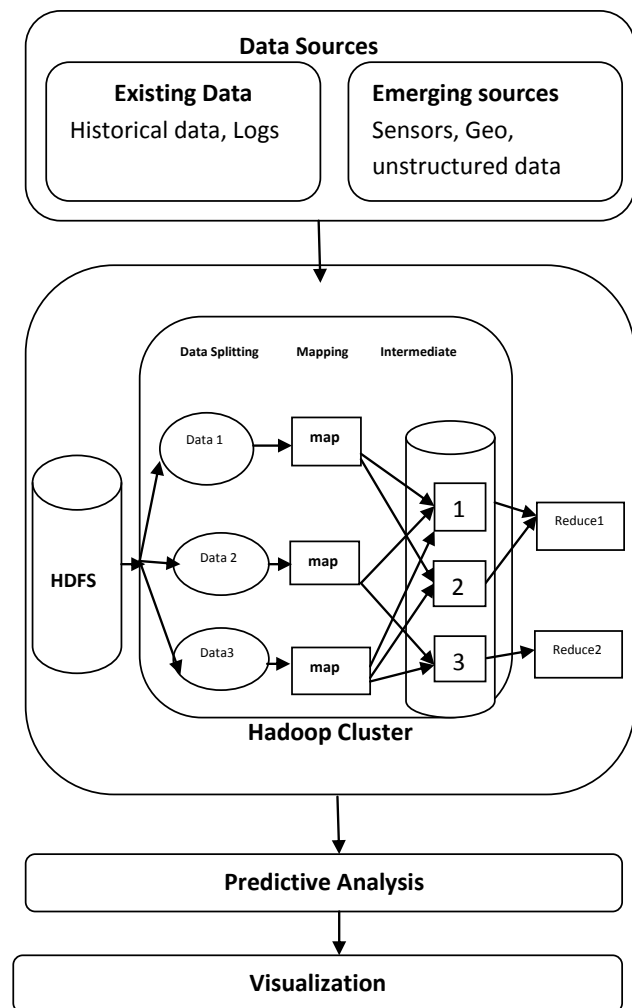 Data Sources
Existing Data
Historical data, Logs
Emerging sources
Sensors, Geo,
unstructured data
Data Splitting
Mapping
Intermediate
HDFS
Data 1
map
1
Reduce1
Data 2
map
2
Data3
map
3
Reduce2
Hadoop Cluster
Predictive Analysis
Visualization